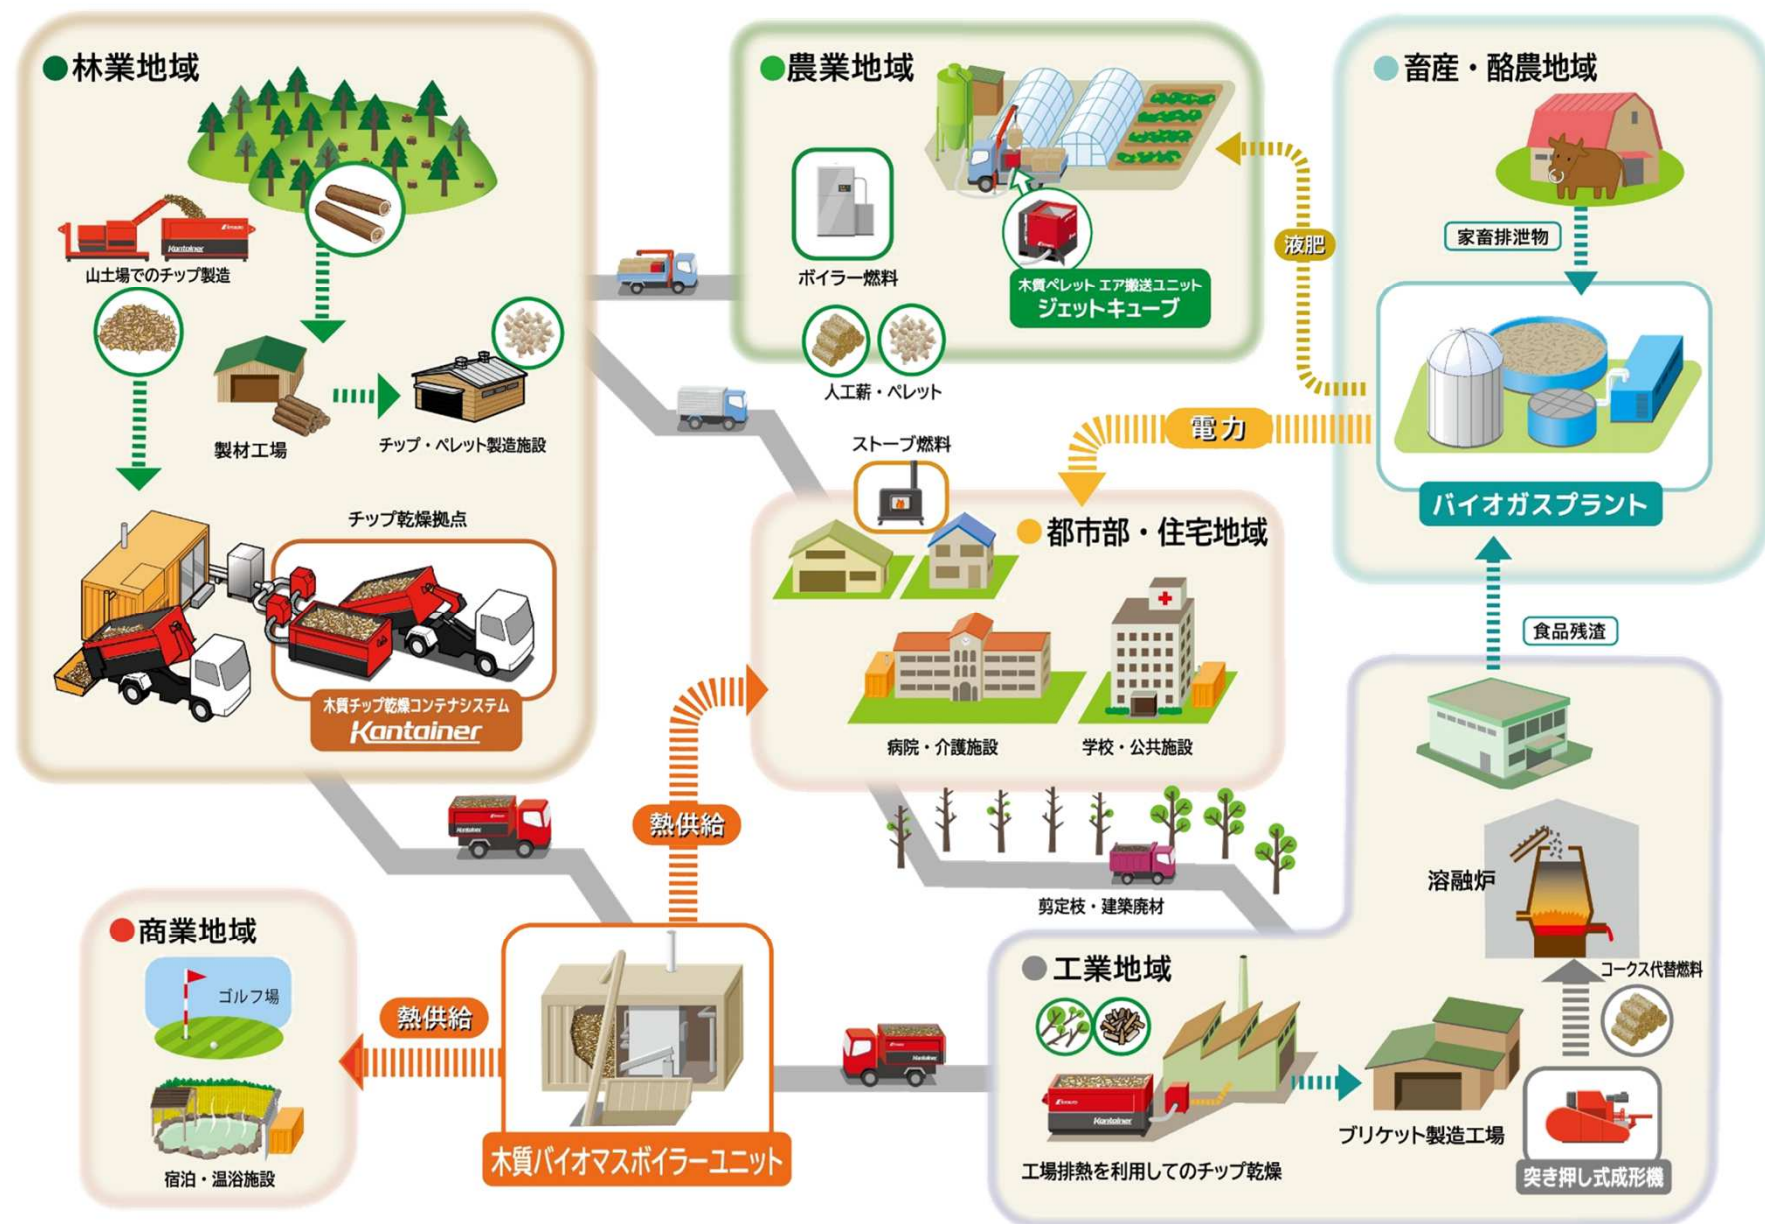 林業地域
山土場でのチップ製造
製材工場
チップ・ペレット製造施設
チップ乾燥拠点
木質チップ乾燥コンテナシステム
Kantainer
Kantainer
農業地域
ボイラー燃料
木質ペレット エア搬送ユニット
ジェットキューブ
人工薪・ペレット
液肥
畜産・酪農地域
家畜排泄物
バイオガスプラント
電力
ストーブ燃料
都市部・住宅地域
病院・介護施設
学校・公共施設
食品残渣
熱供給
Kantainer
剪定枝・建築廃材
商業地域
ゴルフ場
宿泊・温浴施設
熱供給
木質バイオマスボイラーユニット
Kantainer
工業地域
Kantainer
工場排熱を利用してのチップ乾燥
ブリケット製造工場
溶融炉
コークス代替燃料
突き押し式成形機